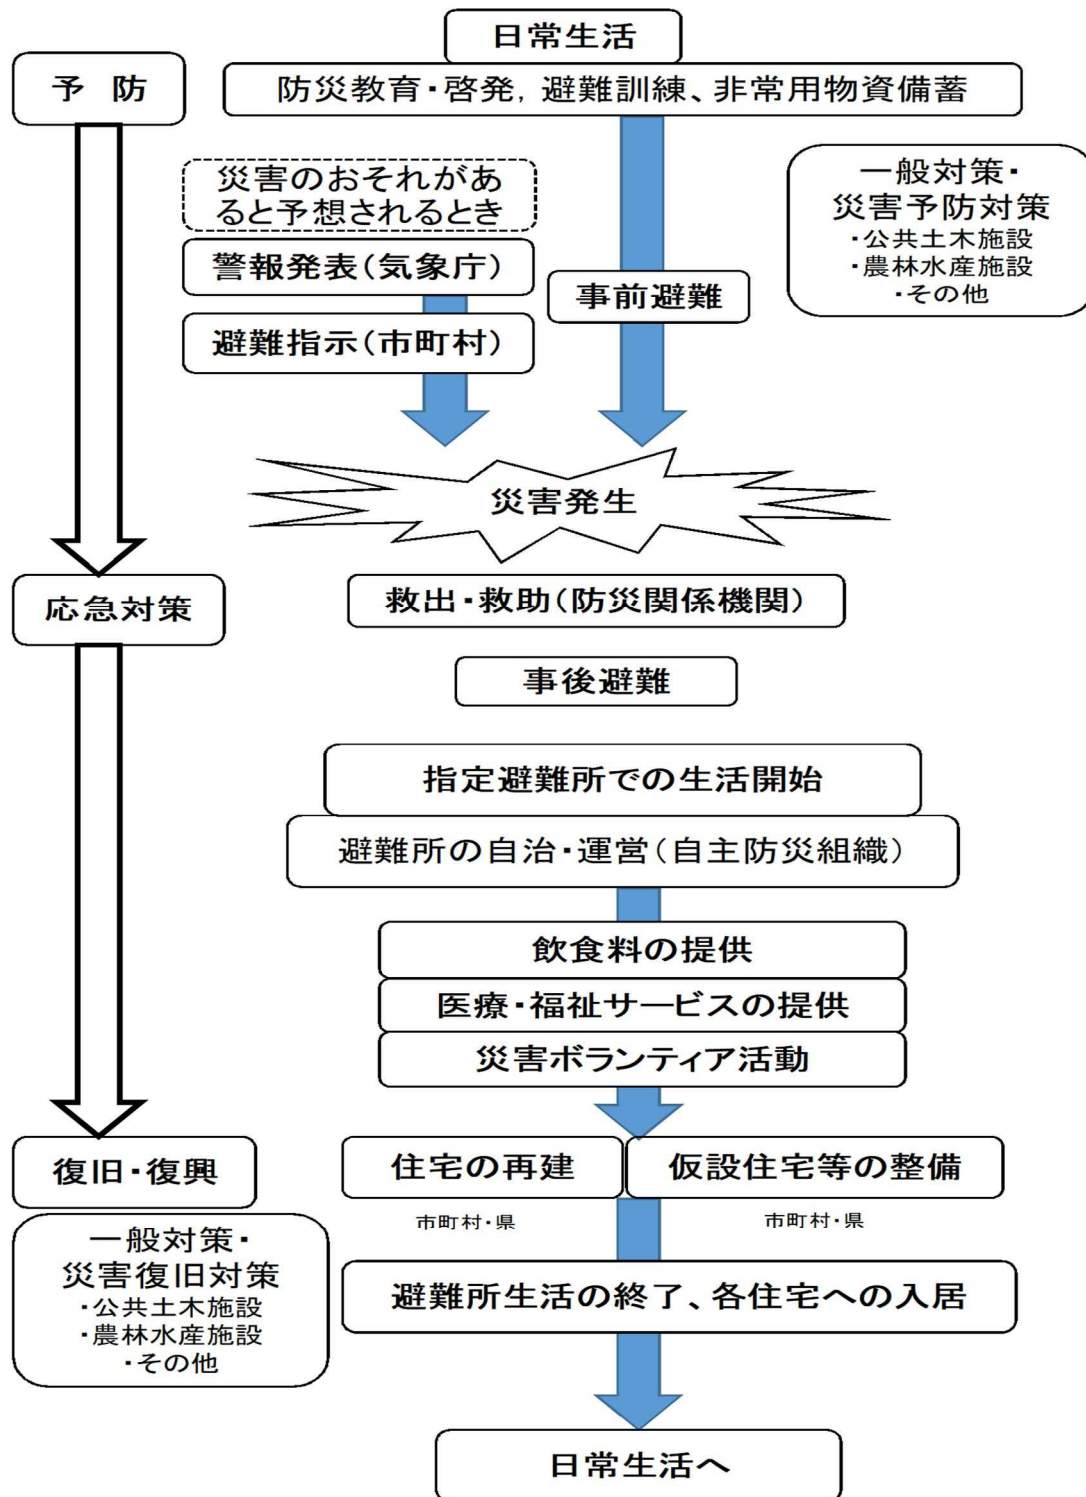 日常生活
予 防
防災教育・啓発, 避難訓練、非常用物資備蓄
災害のおそれがあ
ると予想されるとき
一般対策・
災害予防対策
・公共土木施設
・農林水産施設
・その他
警報発表(気象庁)
事前避難
避難指示(市町村)
災害発生
応急対策
救出・救助(防災関係機関)
事後避難
指定避難所での生活開始
避難所の自治・運営(自主防災組織)
飲食料の提供
医療・福祉サービスの提供
災害ボランティア活動
復旧・復興
住宅の再建
仮設住宅等の整備
市町村・県
市町村・県
一般対策・
災害復旧対策
・公共土木施設
・農林水産施設
・その他
避難所生活の終了、各住宅への入居
日常生活へ